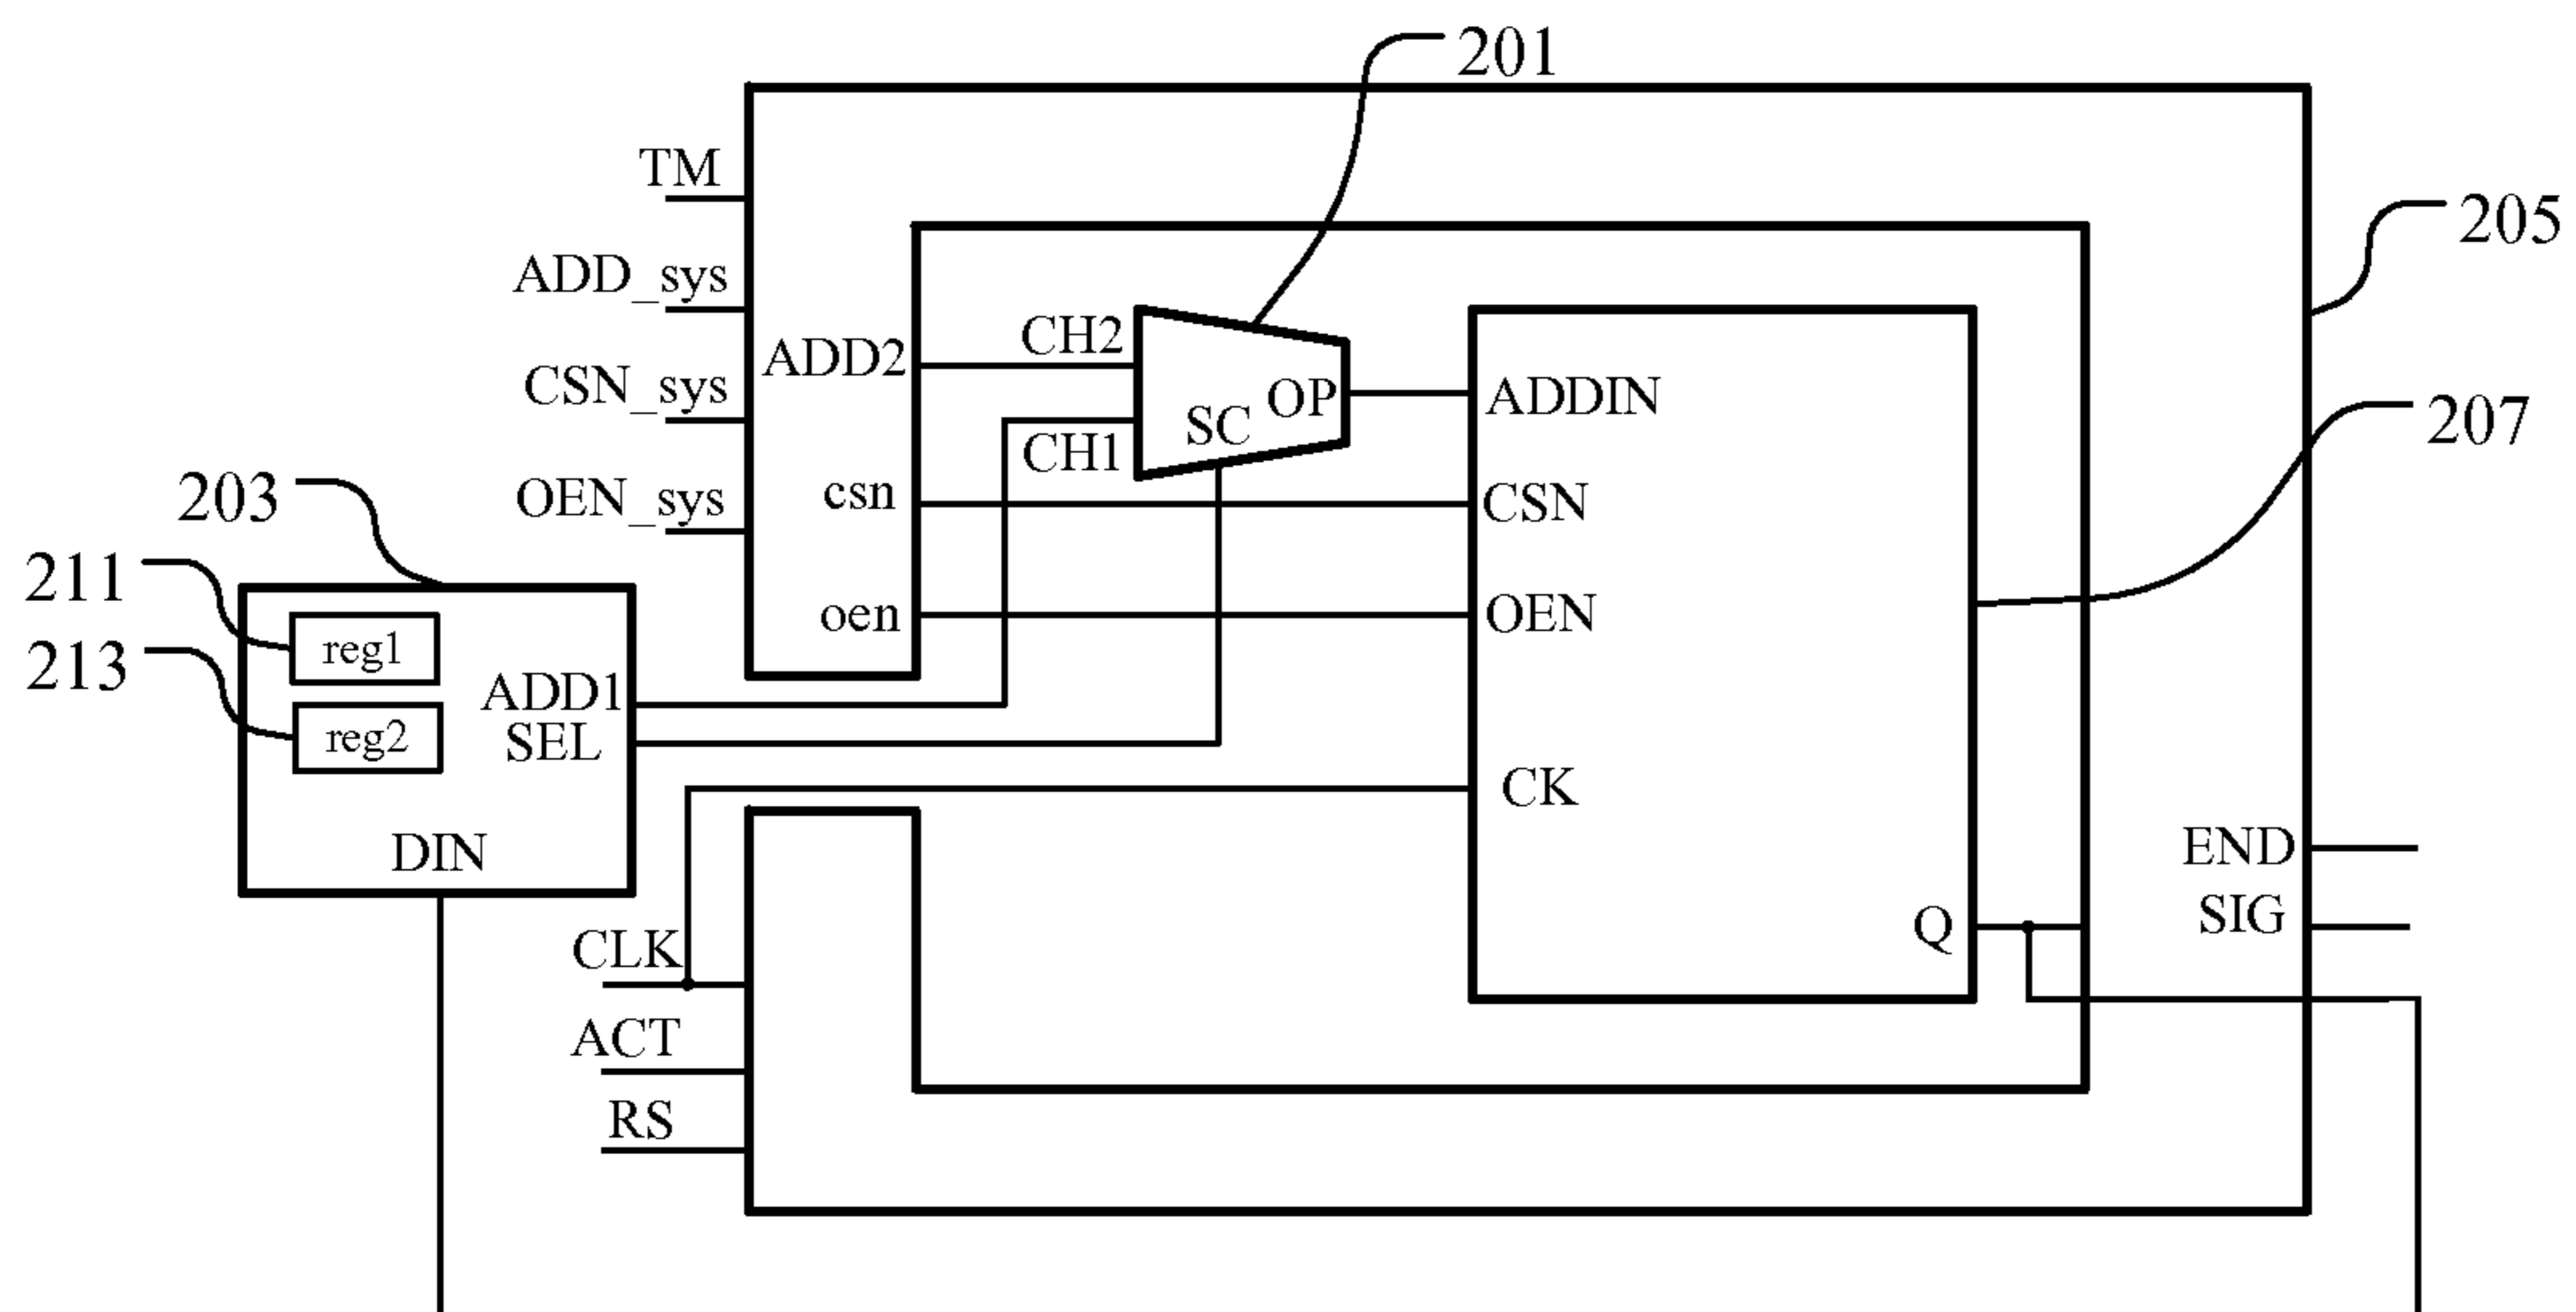 201
TM
205
ADD_sys
CH2
ADD2
CSN_sys
OP
ADDIN
SC
207
CH1
203
OEN_sys
csn
CSN
211
oen
OEN
reg1
213
ADD1
reg2
SEL
CK
DIN
END
CLK
Q
SIG
ACT
RS